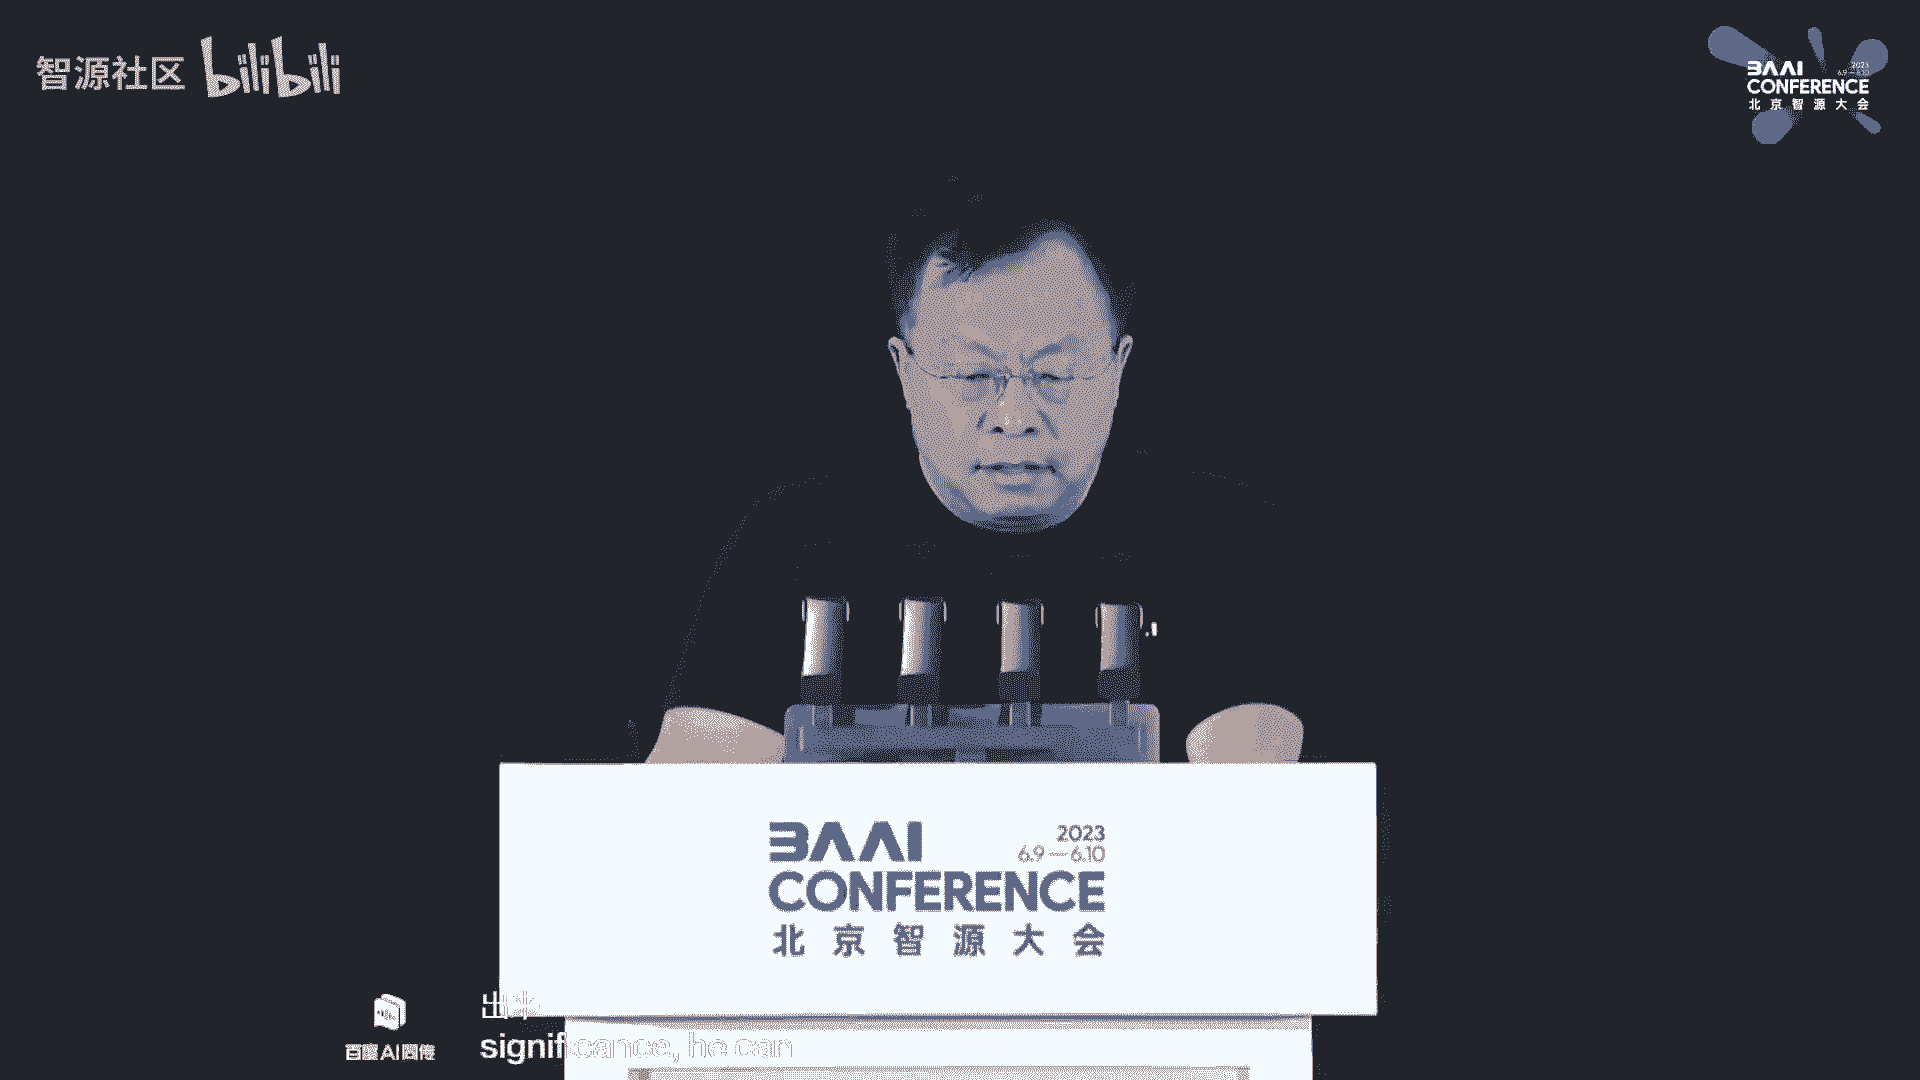 智源社区 bilibili
BAAI 2023
6.9—6.10
CONFERENCE
北京智源大会
BAAI 2023
6.9—6.10
CONFERENCE
北京智源大会
出来
significance, he can
百度AI同传